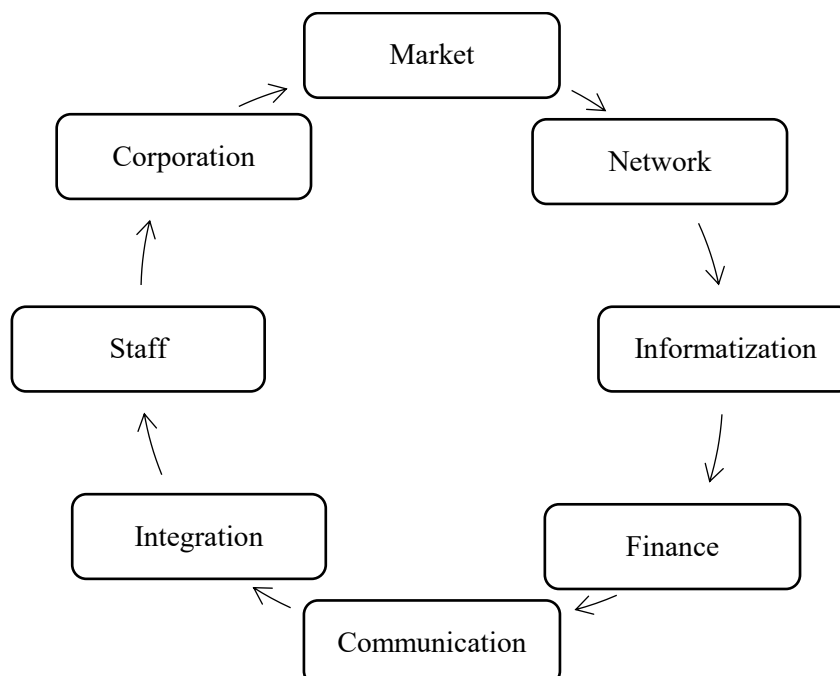 Market
Network
Informatization
Finance
Communication
Integration
Staff
Corporation